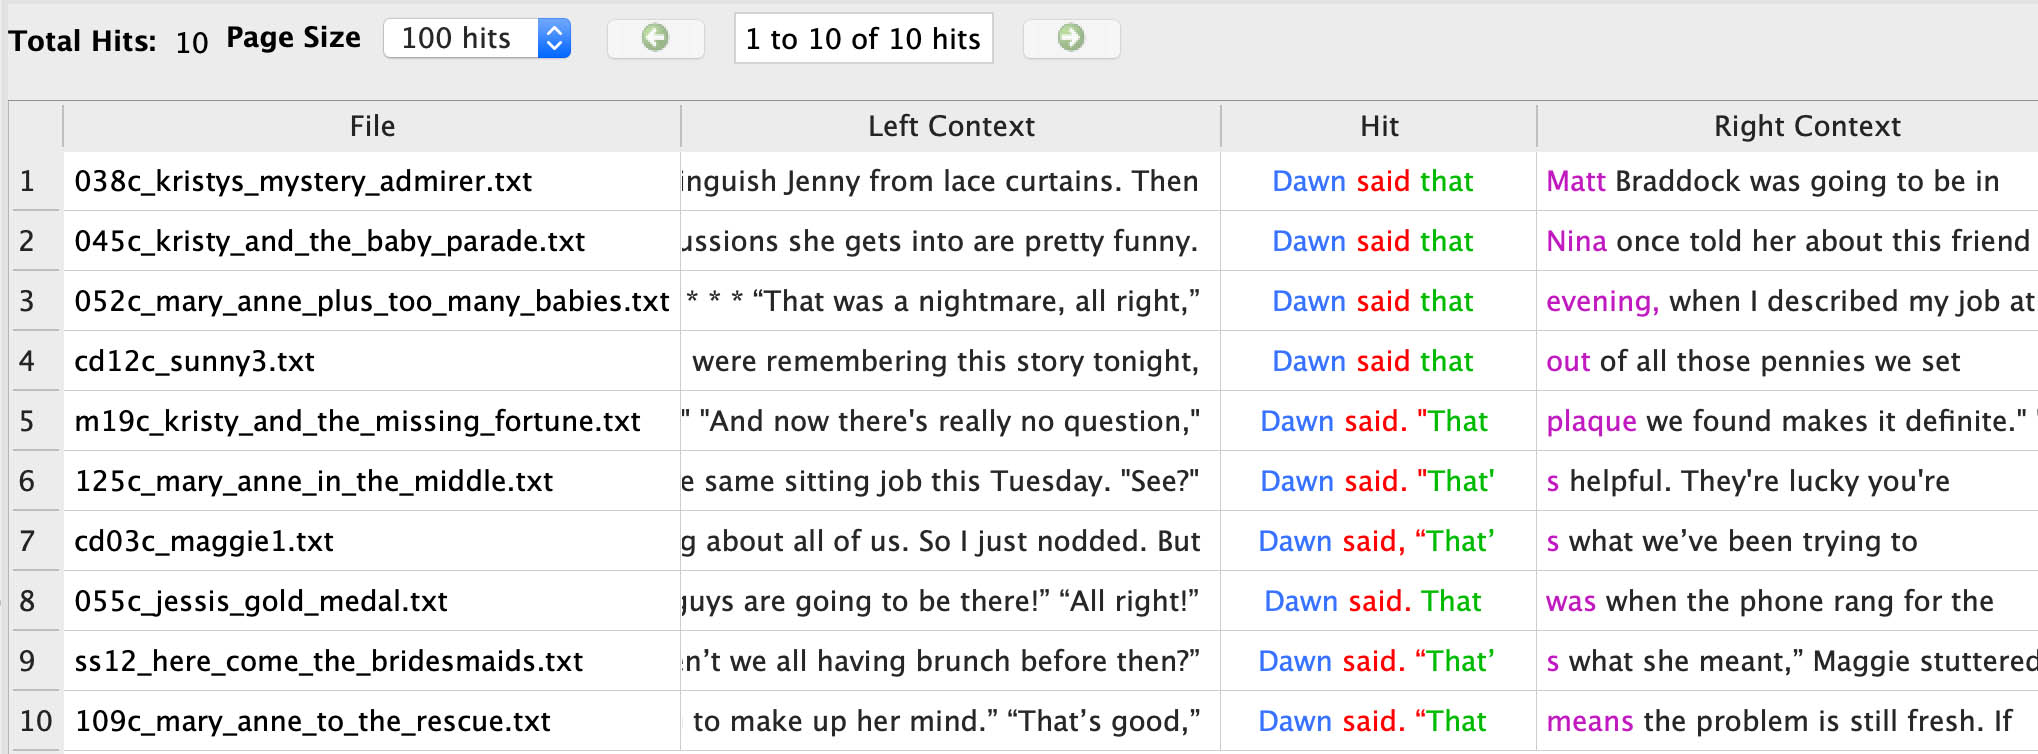 Total Hits: 10 Page Size 100 hits 1 to 10 of 10 hits
File Left Context Hit Right Context
1 038c_kristys_mystery_admirer.txt inguish Jenny from lace curtains. Then Dawn said that Matt Braddock was going to be in
2 045c_kristy_and_the_baby_parade.txt ussions she gets into are pretty funny. Dawn said that Nina once told her about this friend
3 052c_mary_anne_plus_too_many_babies.txt * * * “That was a nightmare, all right,” Dawn said that evening, when I described my job at
4 cd12c_sunny3.txt were remembering this story tonight, Dawn said that out of all those pennies we set
5 m19c_kristy_and_the_missing_fortune.txt " "And now there's really no question," Dawn said. "That plaque we found makes it definite." '
6 125c_mary_anne_in_the_middle.txt e same sitting job this Tuesday. "See?" Dawn said. "That' s helpful. They're lucky you're
7 cd03c_maggie1.txt g about all of us. So I just nodded. But Dawn said, “That’ s what we’ve been trying to
8 055c_jessis_gold_medal.txt guys are going to be there!” “All right!” Dawn said. That was when the phone rang for the
9 ss12_here_come_the_bridesmaids.txt n’t we all having brunch before then?” Dawn said. “That’ s what she meant,” Maggie stuttered
10 109c_mary_anne_to_the_rescue.txt to make up her mind.” “That’s good,” Dawn said. “That means the problem is still fresh. If